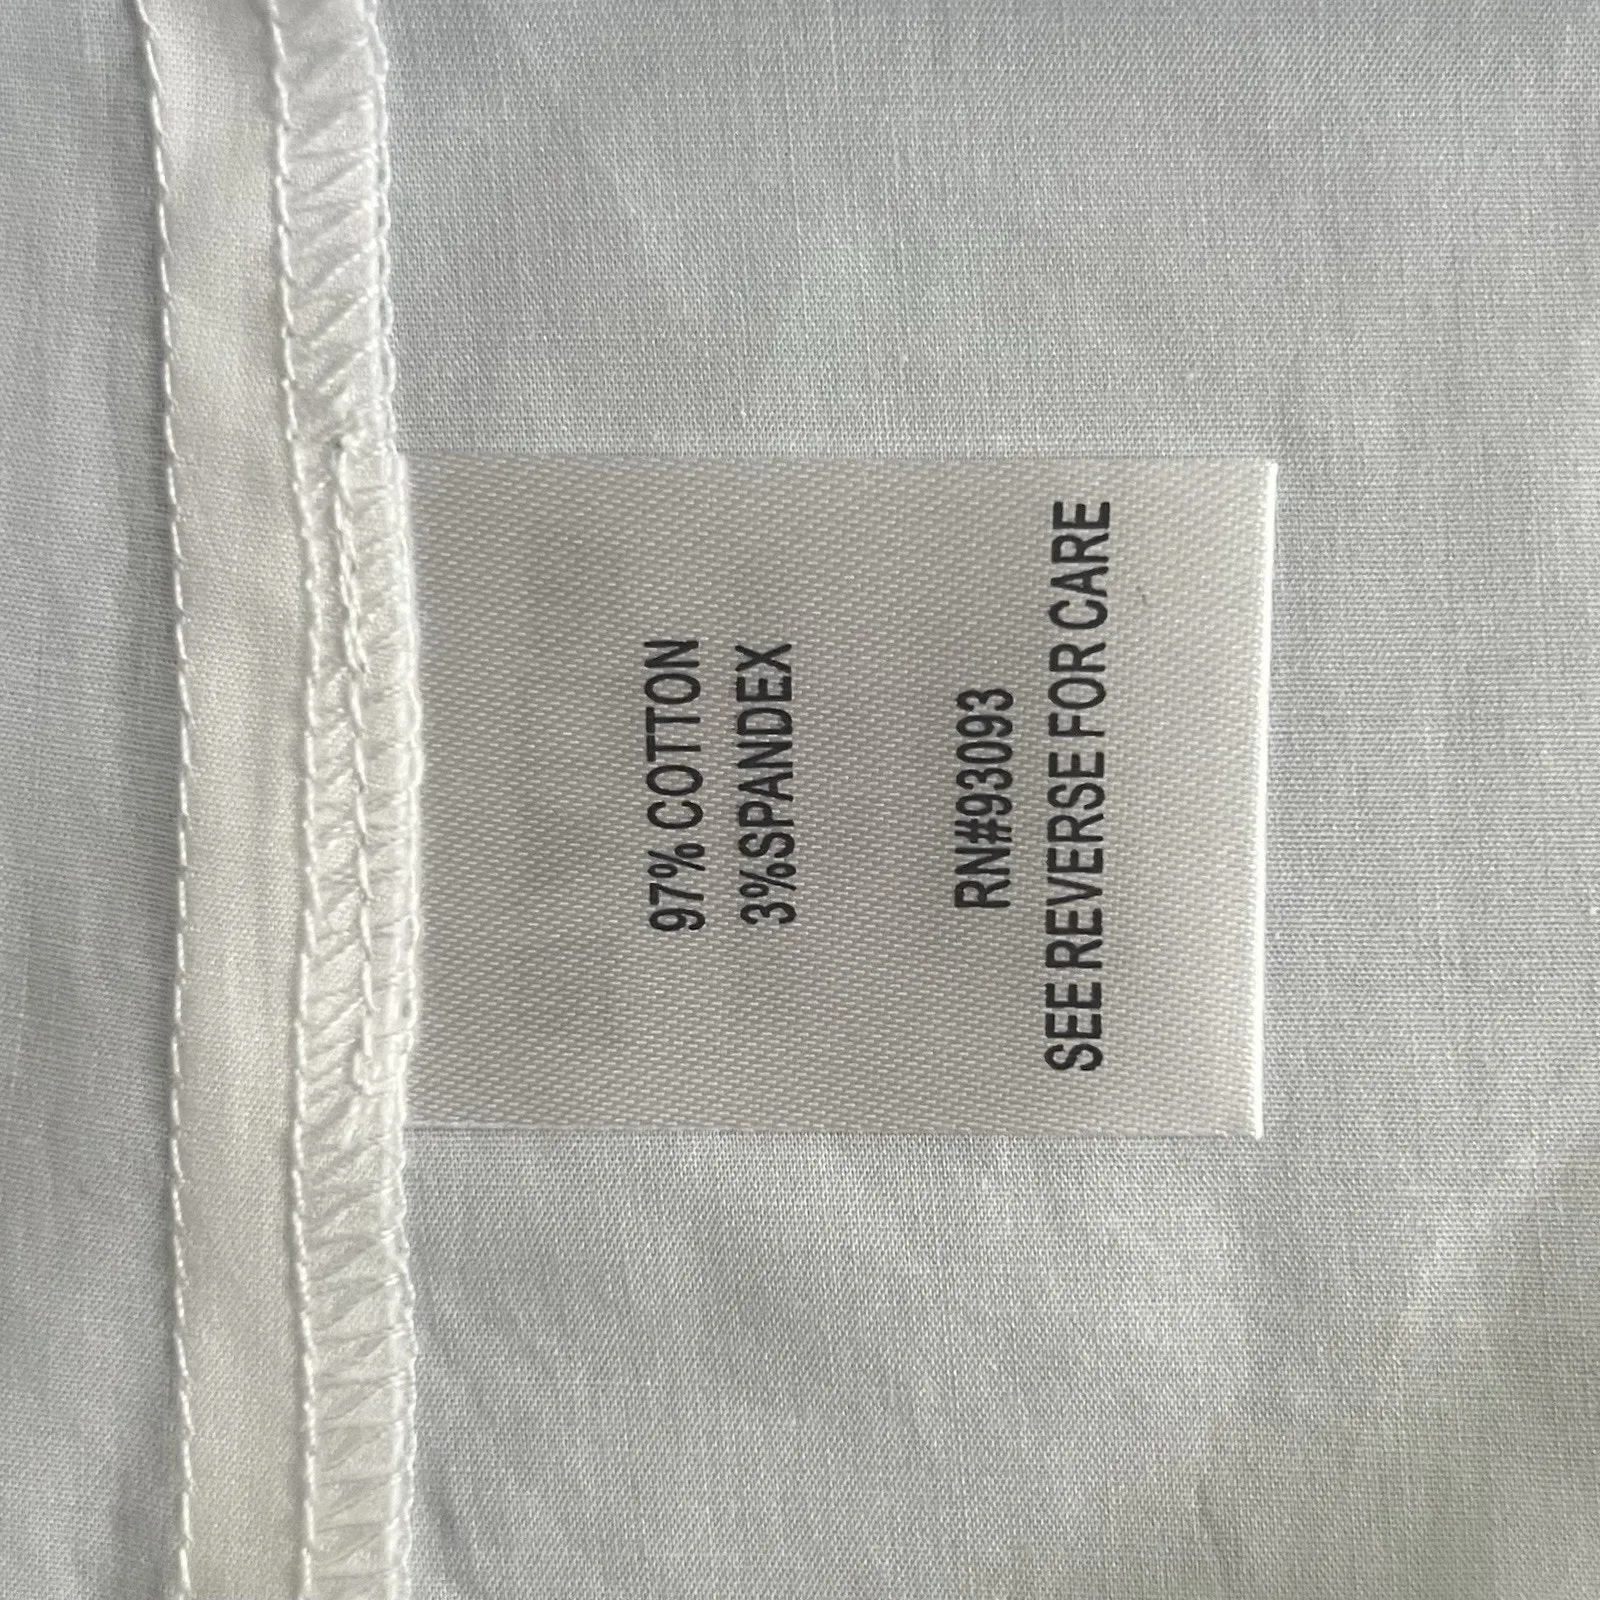 97% COTTON
3%SPANDEX
RN#93093
SEE REVERSE FOR CARE